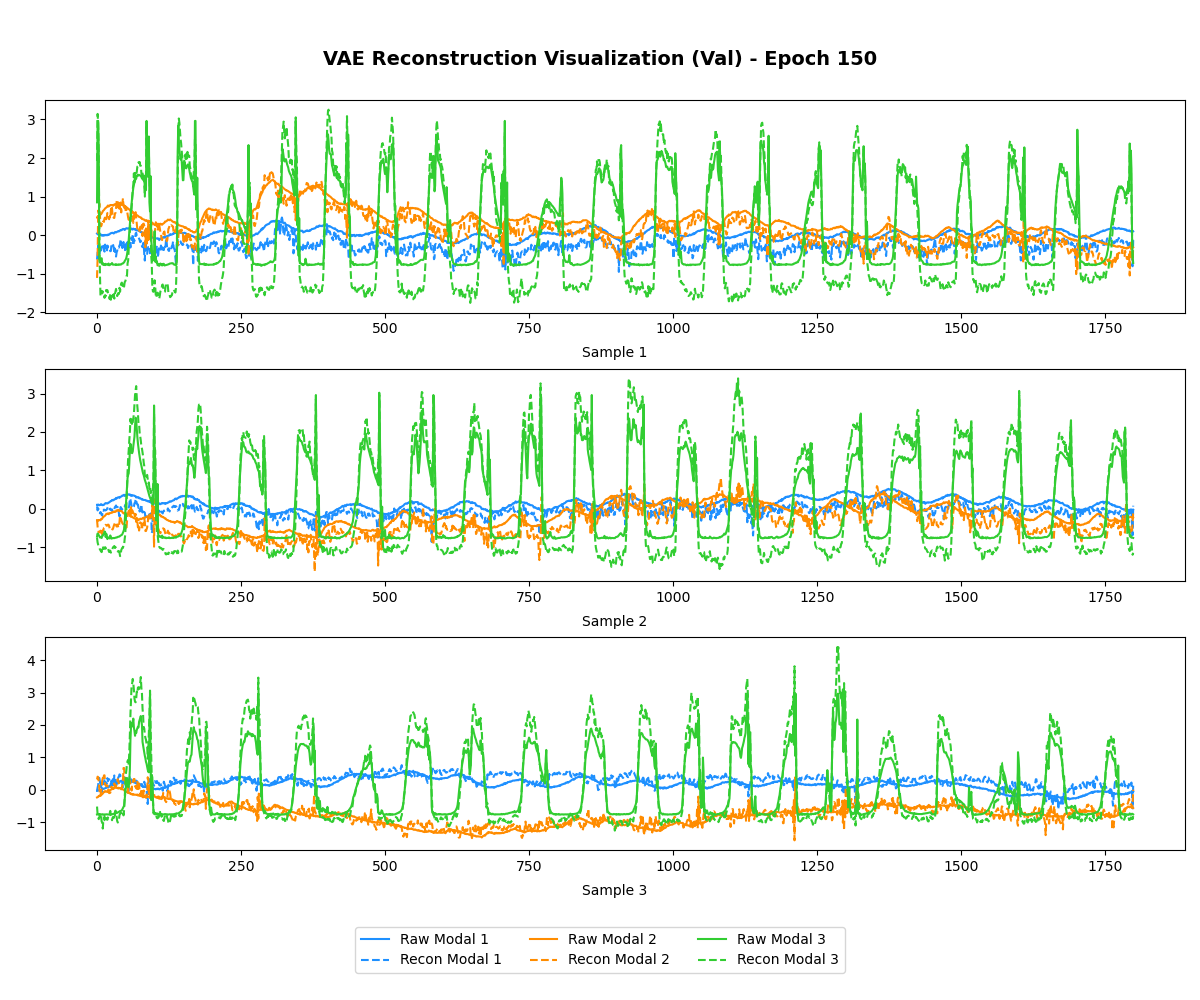 VAE Reconstruction Visualization (Val) - Epoch 150
3
2
1
0
−1
−2
0 250 500 750 1000 1250 1500 1750
Sample 1
3
2
1
0
−1
0 250 500 750 1000 1250 1500 1750
Sample 2
4
3
2
1
0
−1
0 250 500 750 1000 1250 1500 1750
Sample 3
Raw Modal 1 Raw Modal 2 Raw Modal 3
Recon Modal 1 Recon Modal 2 Recon Modal 3